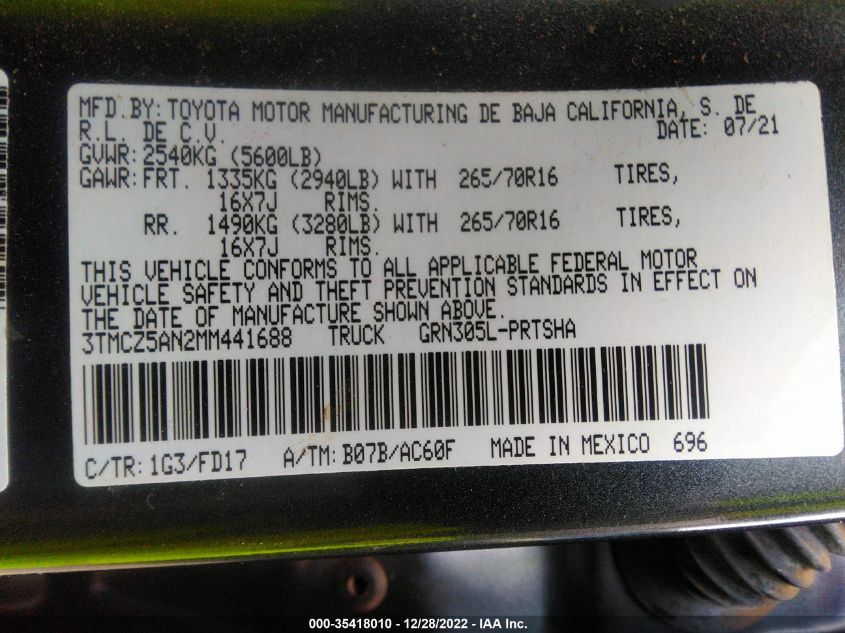 MFD.BY: TOYOTA MOTOR MANUFACTURING DE BAJA CALIFORNIA, S. DE
R.L. DE C.V. DATE: 07/21
GVWR: 2540KG (5600LB)
GAWR: FRT. 1335KG (2940LB) WITH 265/70R16 TIRES,
16X7J RIMS.
RR. 1490KG (3280LB) WITH 265/70R16 TIRES,
16X7J RIMS.
THIS VEHICLE CONFORMS TO ALL APPLICABLE FEDERAL MOTOR
VEHICLE SAFETY AND THEFT PREVENTION STANDARDS IN EFFECT ON
THE DATE OF MANUFACTURE SHOWN ABOVE.
3TMCZ5AN2MM441688 TRUCK GRN305L-PRTSHA
C/TR: 1G3/FD17 A/TM: B07B/AC60F MADE IN MEXICO 696
000-35418010 - 12/28/2022 - IAA Inc.